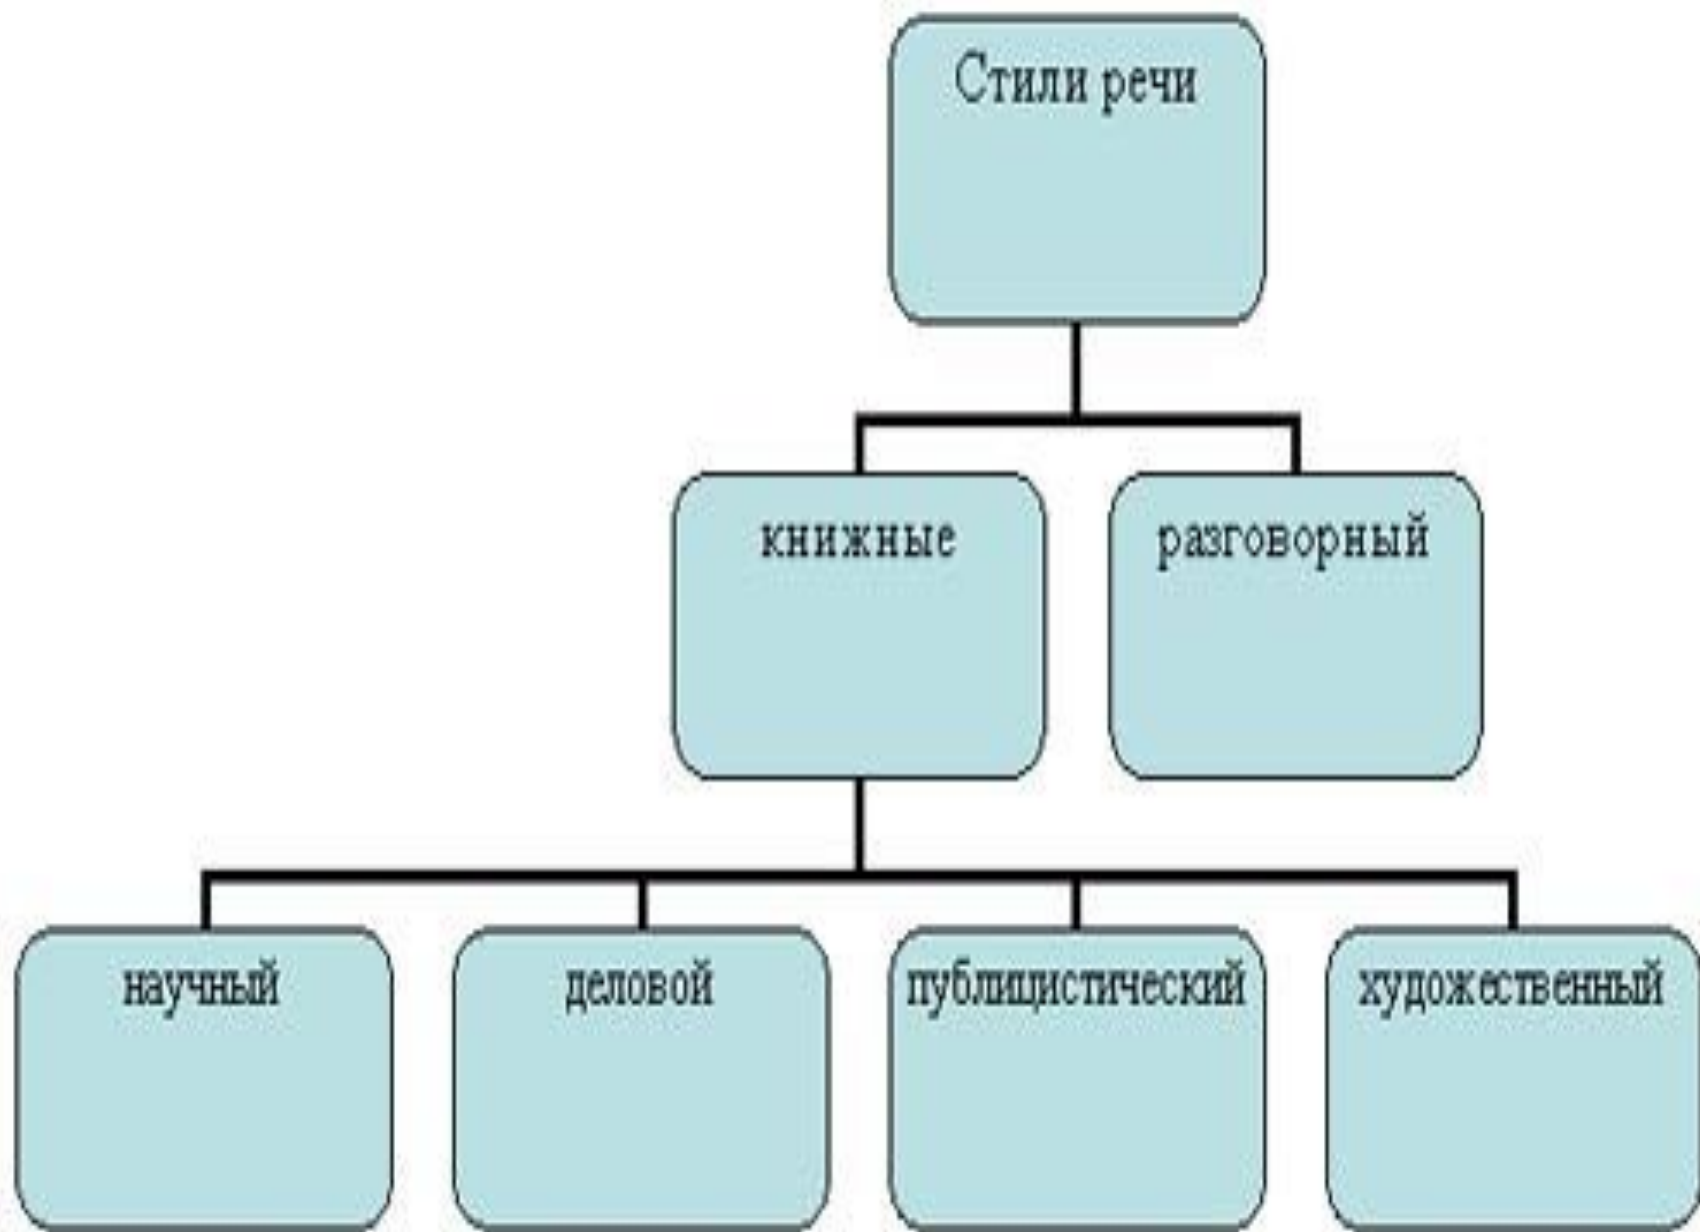 Стили речи
книжные
разговорный
научный
деловой
публицистический
художественный